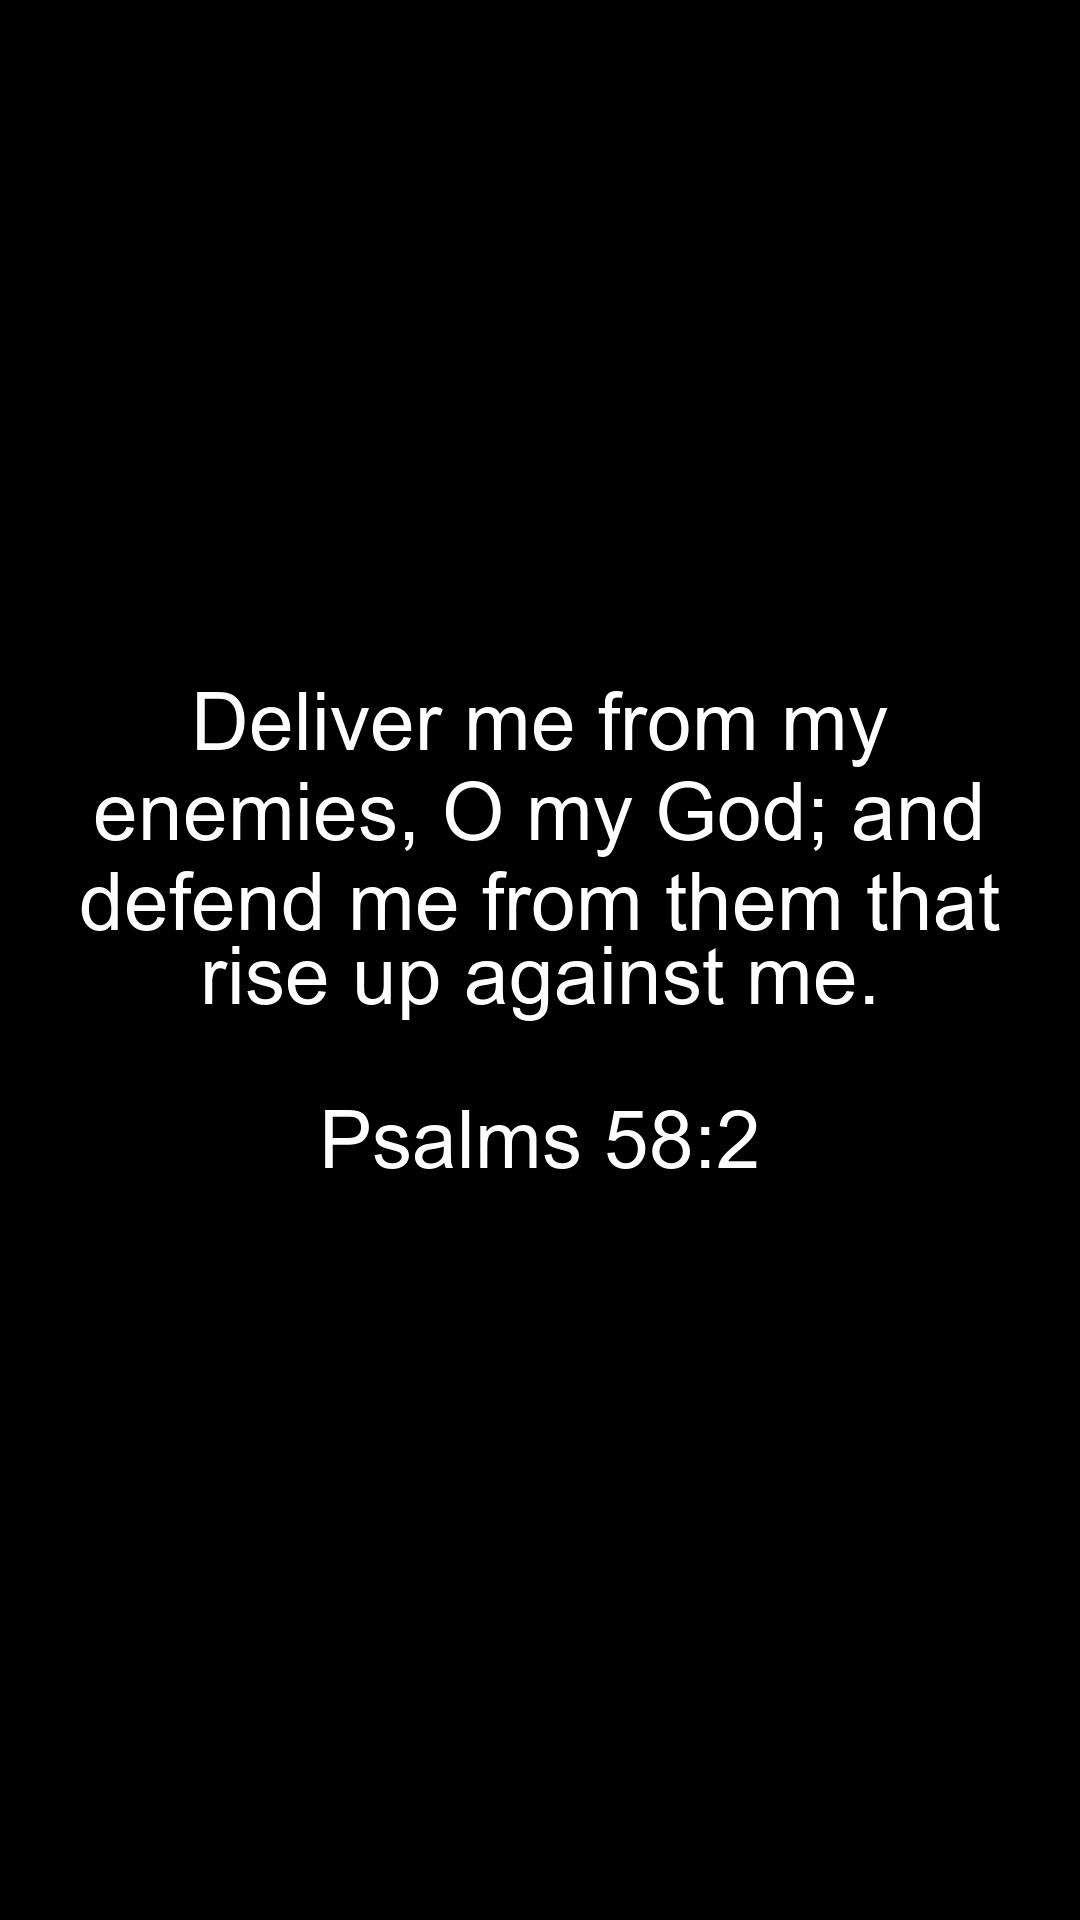 Deliver me from my
enemies, O my God; and
defend me from them that
rise up against me.
Psalms 58:2